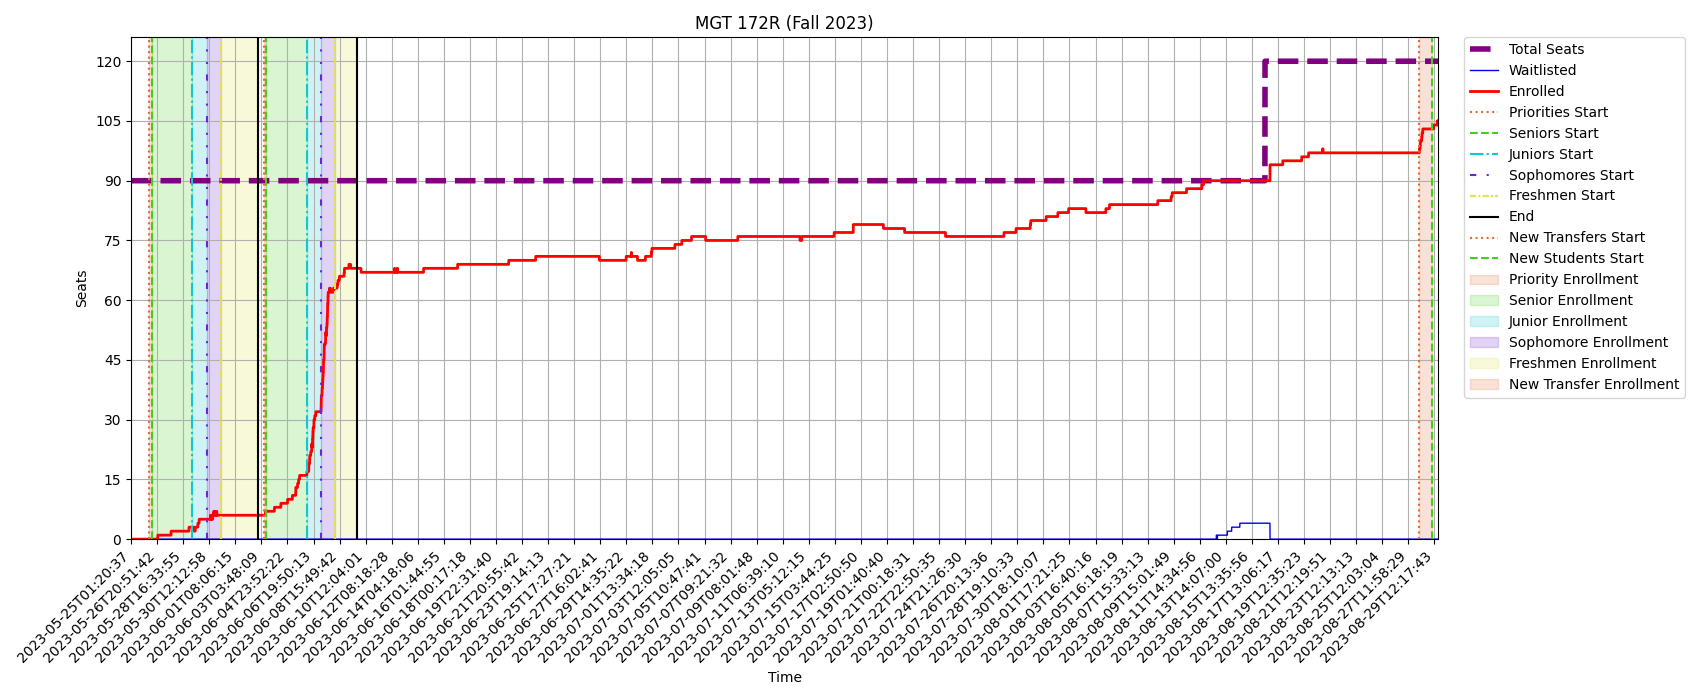 MGT 172R (Fall 2023)
Seats
120
105
90
75
60
45
30
15
0
2023-05-25T01:20:37
2023-05-26T20:51:42
2023-05-28T16:33:55
2023-05-30T12:12:58
2023-06-01T08:06:15
2023-06-03T03:48:09
2023-06-04T23:52:22
2023-06-06T19:50:13
2023-06-08T15:49:42
2023-06-10T12:04:01
2023-06-12T08:18:28
2023-06-14T04:18:06
2023-06-16T01:44:55
2023-06-18T00:17:18
2023-06-19T22:31:40
2023-06-21T20:55:42
2023-06-23T19:14:13
2023-06-25T17:27:21
2023-06-27T16:02:41
2023-06-29T14:35:22
2023-07-01T13:34:18
2023-07-03T12:05:05
2023-07-05T10:47:41
2023-07-07T09:21:32
2023-07-09T08:01:48
2023-07-11T06:39:10
2023-07-13T05:12:15
2023-07-15T03:44:25
2023-07-17T02:50:50
2023-07-19T01:40:40
2023-07-21T00:18:31
2023-07-22T22:50:35
2023-07-24T21:26:30
2023-07-26T20:13:36
2023-07-28T19:10:33
2023-07-30T18:10:07
2023-08-01T17:21:25
2023-08-03T16:40:16
2023-08-05T16:18:19
2023-08-07T15:33:13
2023-08-09T15:01:49
2023-08-11T14:34:56
2023-08-13T14:07:00
2023-08-15T13:35:56
2023-08-17T13:06:17
2023-08-19T12:35:23
2023-08-21T12:19:51
2023-08-23T12:13:13
2023-08-25T12:03:04
2023-08-27T11:58:29
2023-08-29T12:17:43
Time
Total Seats
Waitlisted
Enrolled
Priorities Start
Seniors Start
Juniors Start
Sophomores Start
Freshmen Start
End
New Transfers Start
New Students Start
Priority Enrollment
Senior Enrollment
Junior Enrollment
Sophomore Enrollment
Freshmen Enrollment
New Transfer Enrollment